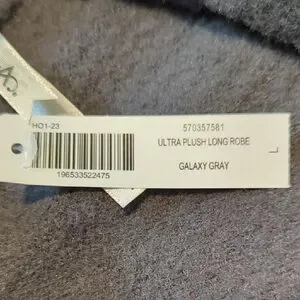 HO1-23
570357581
ULTRA PLUSH LONG ROBE
L
GALAXY GRAY
196533522475